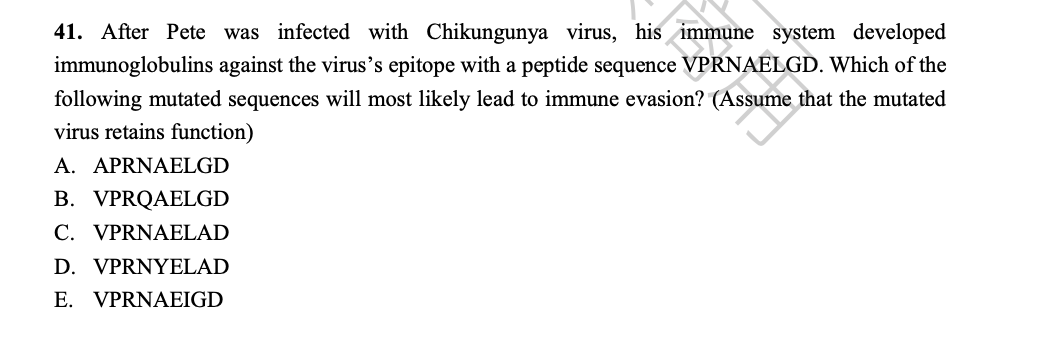 41. After Pete was infected with Chikungunya virus, his immune system developed
immunoglobulins against the virus’s epitope with a peptide sequence VPRNAELGD. Which of the
following mutated sequences will most likely lead to immune evasion? (Assume that the mutated
virus retains function)
A. APRNAELGD
B. VPRQAELGD
C. VPRNAELAD
D. VPRNYELAD
E. VPRNAEIGD